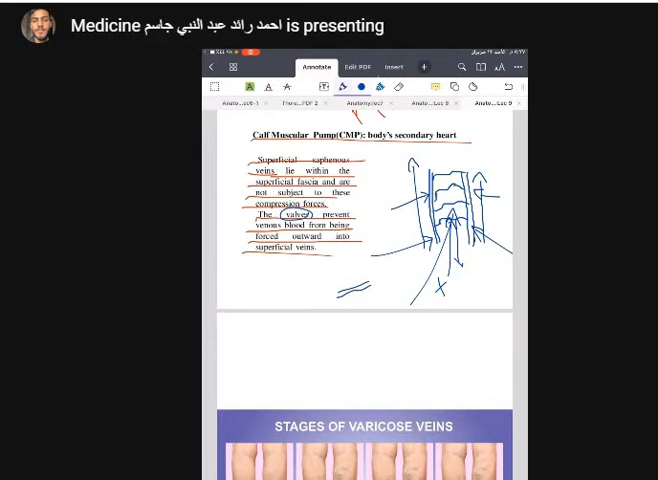 Medicine احمد رائد عبد النبي جاسم is presenting
Annotate
Edit PDF
Insert
Calf Muscular Pump(CMP): body's secondary heart
Superficial saphenous
veins lie within the
superficial fascia and are
not subject to these
compression forces.
The valves prevent
venous blood from being
forced outward into
superficial veins.
X
STAGES OF VARICOSE VEINS